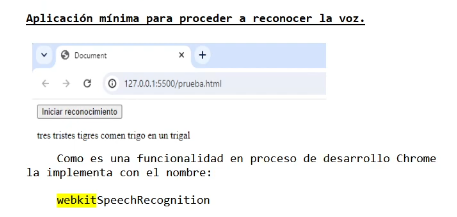 Aplicación mínima para proceder a reconocer la voz.
Document
127.0.0.1:5500/prueba.html
Iniciar reconocimiento
tres tristes tigres comen trigo en un trigal
Como es una funcionalidad en proceso de desarrollo Chrome
la implementa con el nombre:
webkitSpeechRecognition